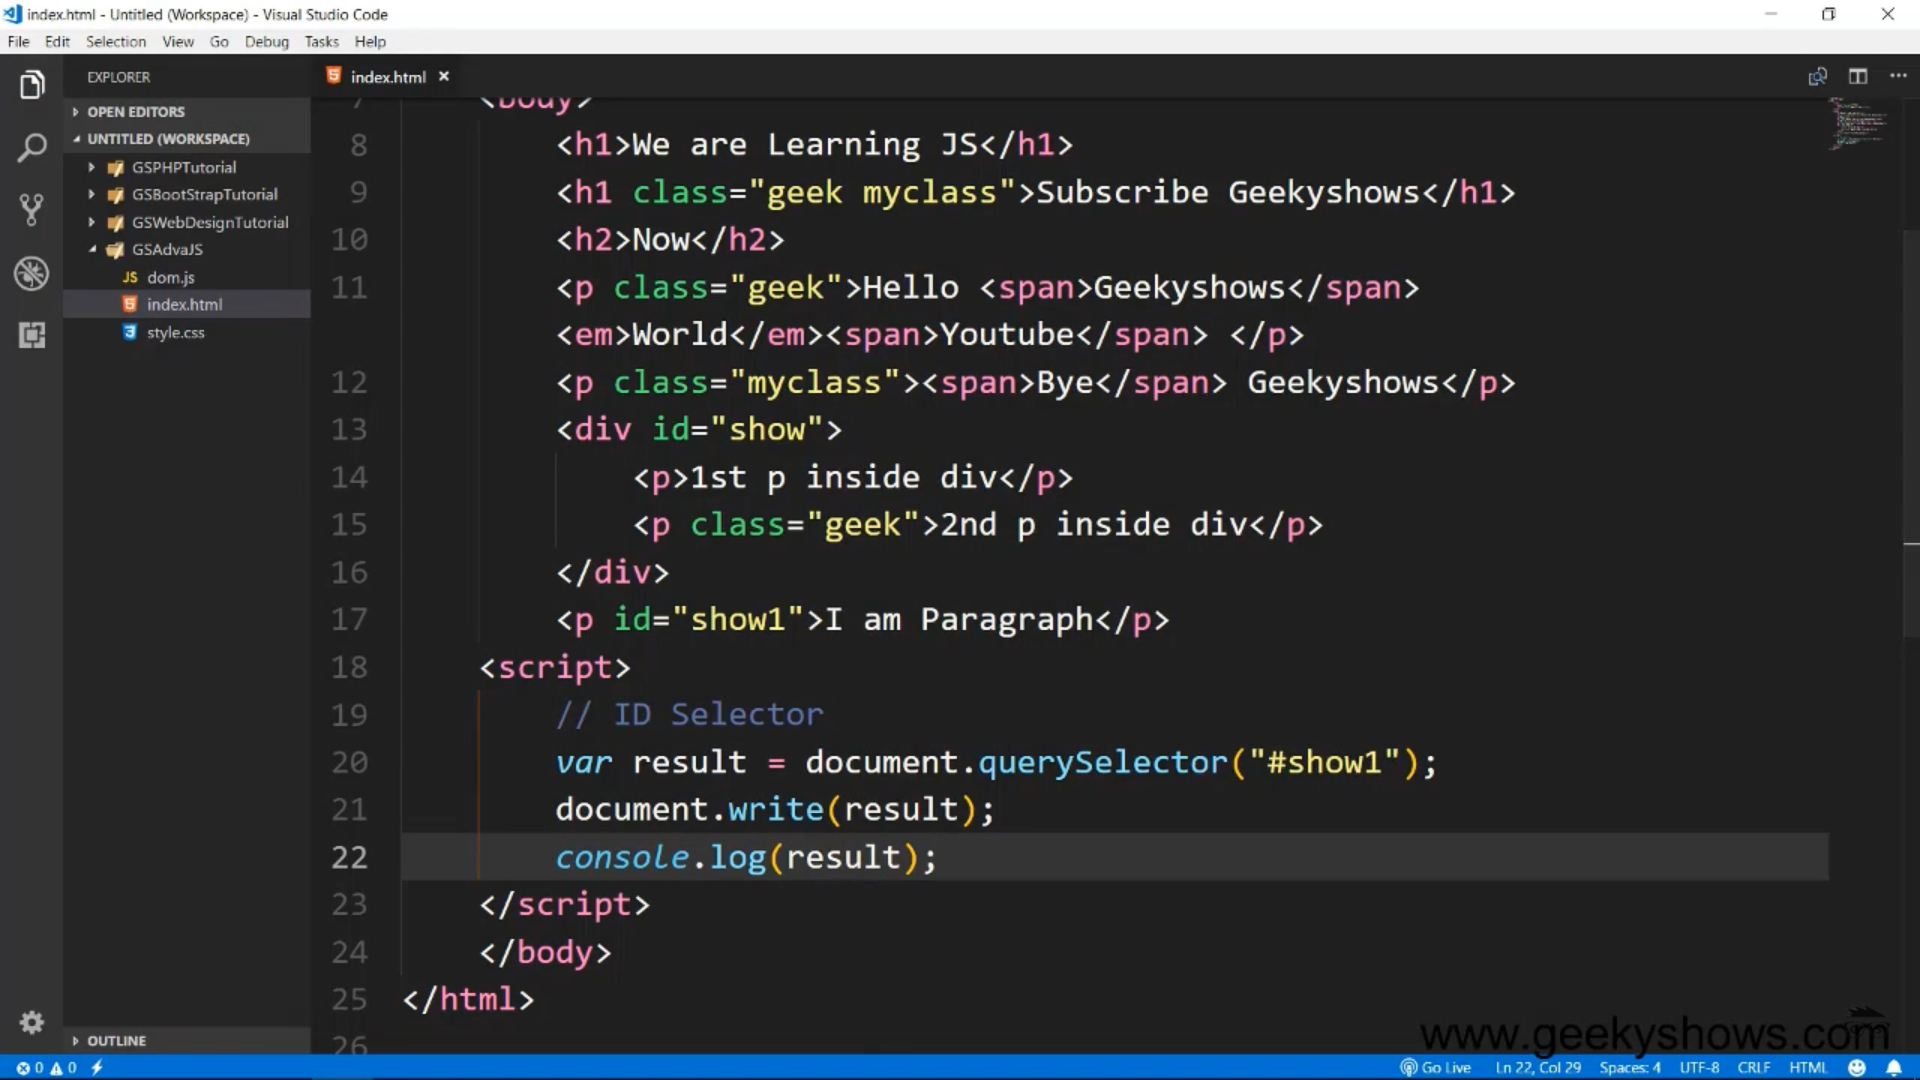 index.html - Untitled (Workspace) - Visual Studio Code
File Edit Selection View Go Debug Tasks Help
EXPLORER
OPEN EDITORS
UNTITLED (WORKSPACE)
GSPHPTutorial
GSBootStrapTutorial
GSWebDesignTutorial
GSAdvaJS
JS dom.js
index.html
style.css
OUTLINE
index.html
7 <body>
8 <h1>We are Learning JS</h1>
9 <h1 class="geek myclass">Subscribe Geekyshows</h1>
10 <h2>Now</h2>
11 <p class="geek">Hello <span>Geekyshows</span>
<em>World</em><span>Youtube</span> </p>
12 <p class="myclass"><span>Bye</span> Geekyshows</p>
13 <div id="show">
14 <p>1st p inside div</p>
15 <p class="geek">2nd p inside div</p>
16 </div>
17 <p id="show1">I am Paragraph</p>
18 <script>
19 // ID Selector
20 var result = document.querySelector("#show1");
21 document.write(result);
22 console.log(result);
23 </script>
24 </body>
25 </html>
26
www.geekyshows.com
0 0 Go Live Ln 22, Col 29 Spaces: 4 UTF-8 CRLF HTML